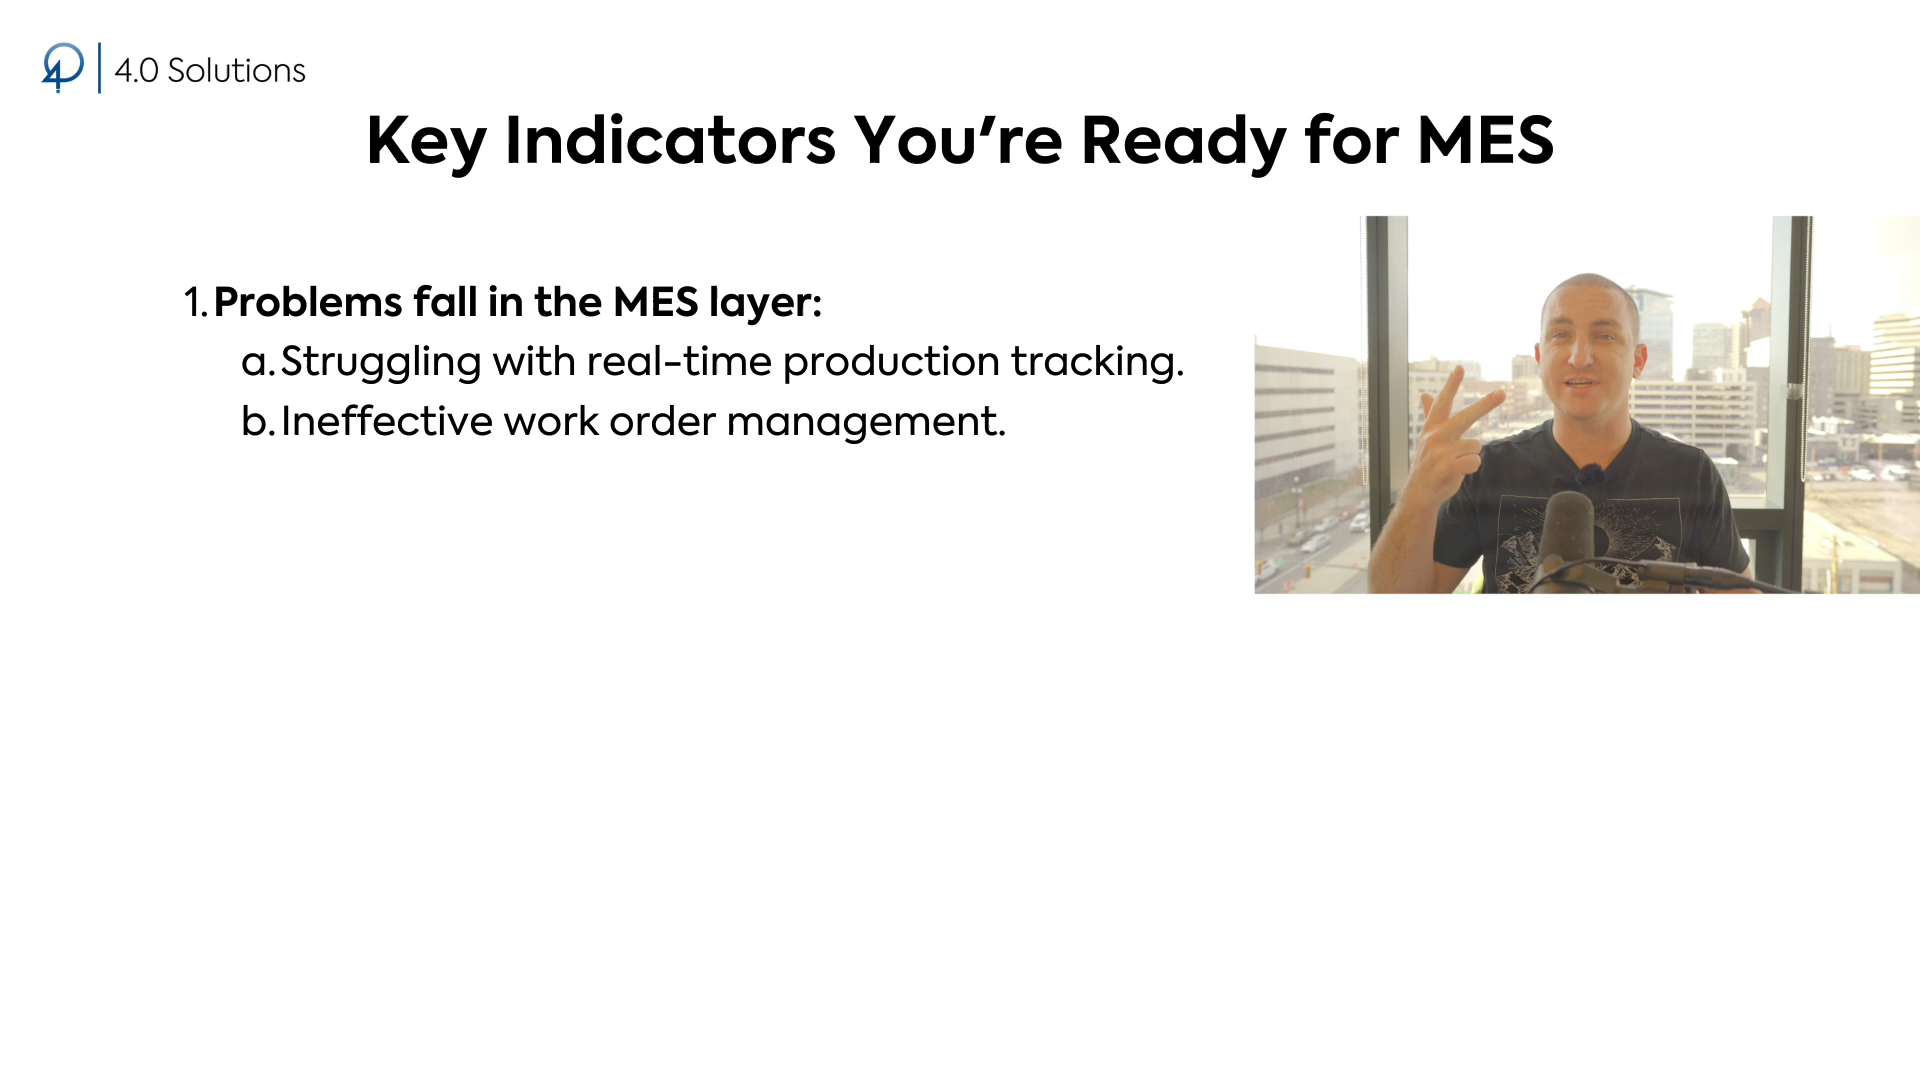 4.0 Solutions
Key Indicators You're Ready for MES
1. Problems fall in the MES layer:
a. Struggling with real-time production tracking.
b. Ineffective work order management.